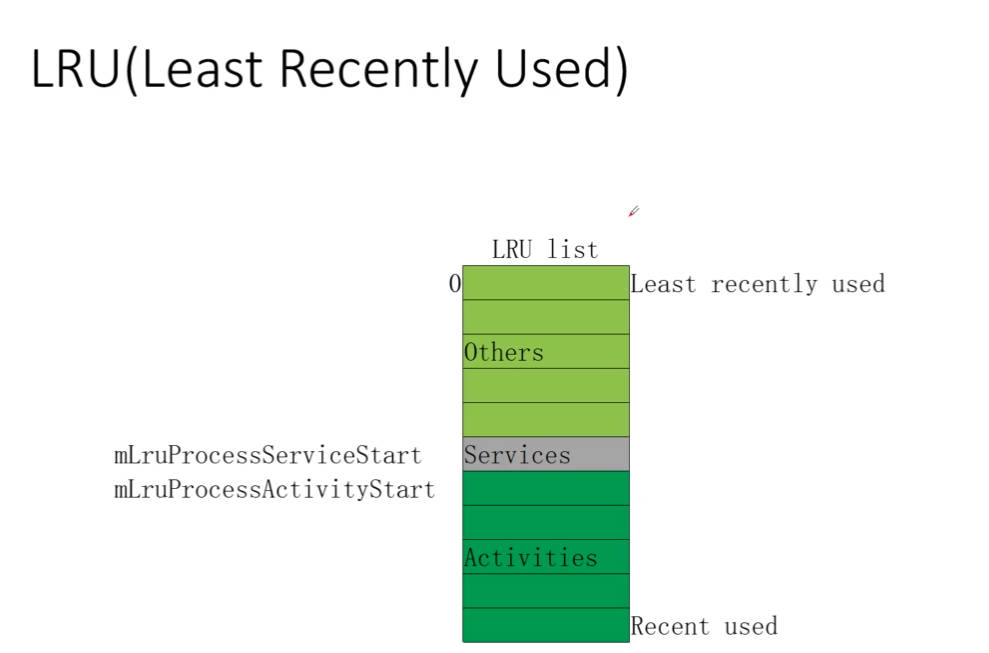 LRU(Least Recently Used)
LRU list
0 Least recently used
Others
mLruProcessServiceStart Services
mLruProcessActivityStart
Activities
Recent used